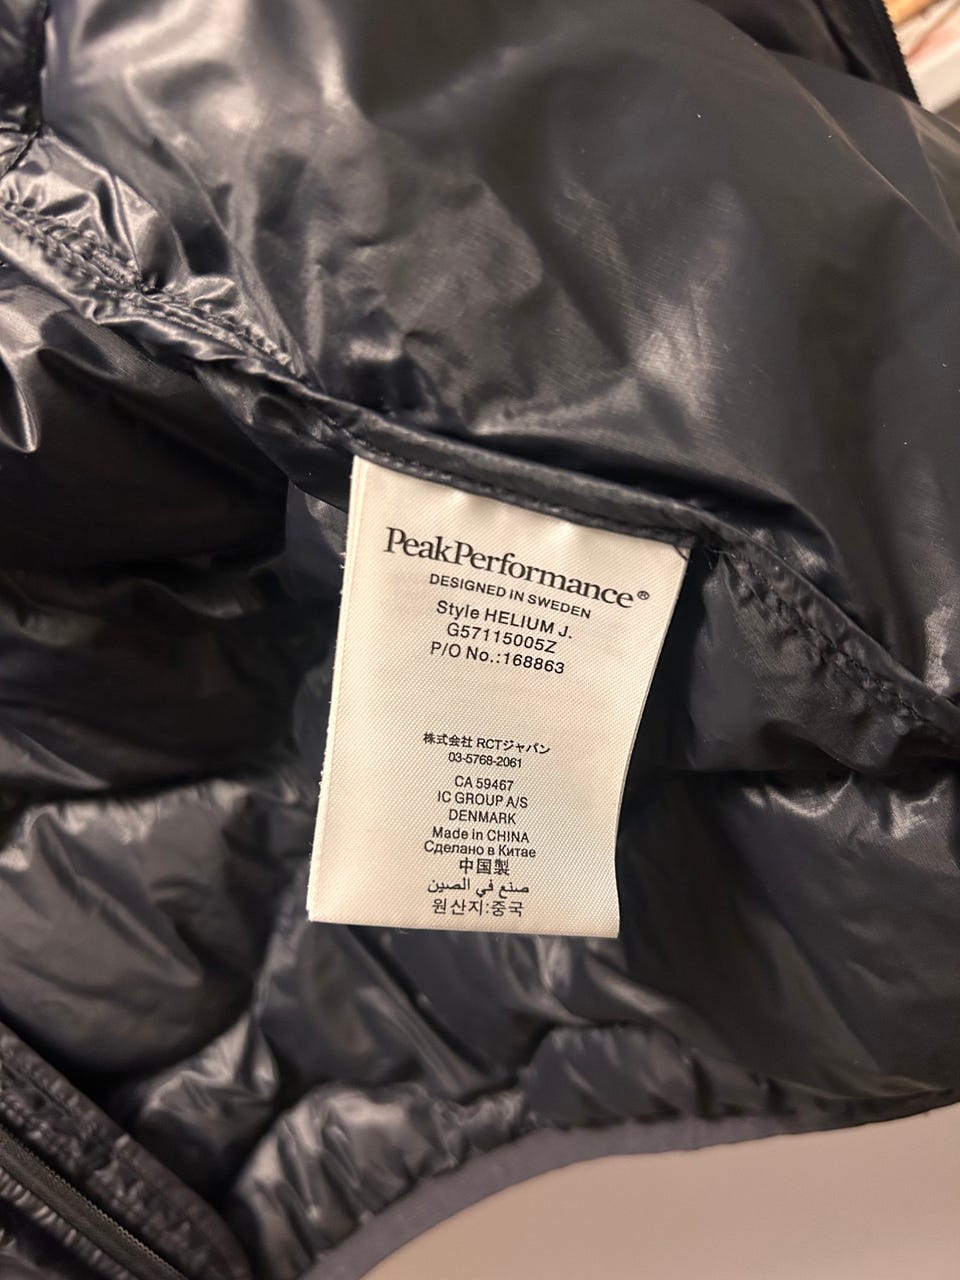 PeakPerformance®
DESIGNED IN SWEDEN
Style HELIUM J.
G57115005Z
P/O No.:168863
株式会社 RCTジャパン
03-5768-2061
CA 59467
IC GROUP A/S
DENMARK
Made in CHINA
Сделано в Китае
中国製
صنع في الصين
원산지:중국